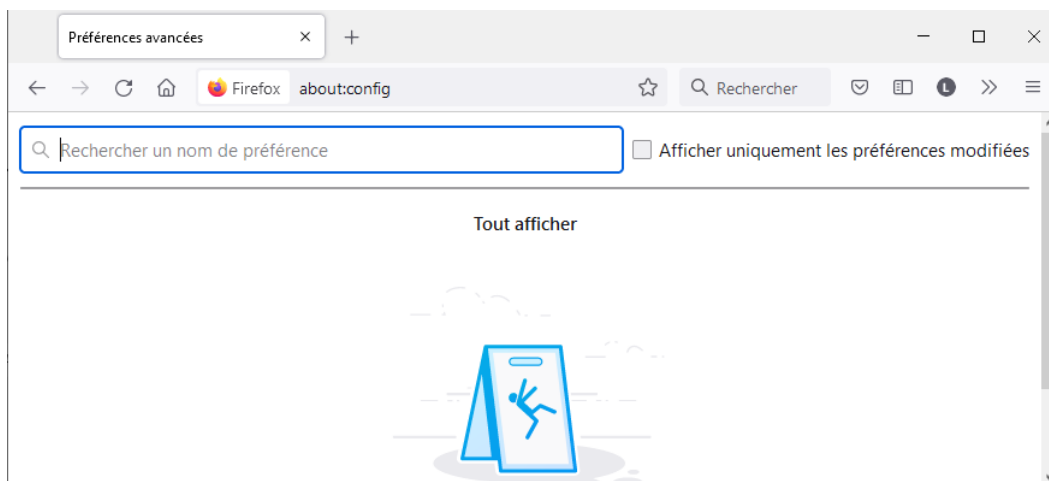 Préférences avancées
Firefox about:config Rechercher L
Rechercher un nom de préférence Afficher uniquement les préférences modifiées
Tout afficher